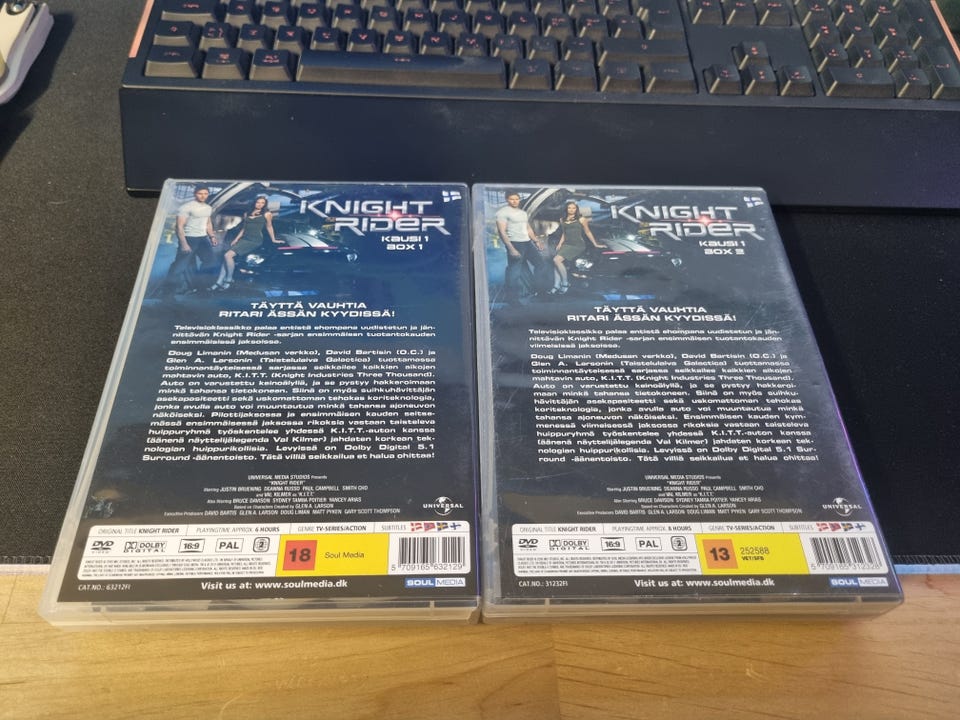 KNIGHT
RIDER
KAUSI 1
BOX 1
TÄYTTÄ VAUHTIA
RITARI ÄSSÄN KYYDISSÄ!
Televisioklassikko palaa entistä ehompana uudistetun ja jän-
nittävän Knight Rider -sarjan ensimmäisen tuotantokauden
ensimmäisissä jaksoissa.
Doug Limanin (Medusan verkko), David Bartisin (O.C.) ja
Glen A. Larsonin (Taistelulaiva Galactica) tuottamassa
toiminnantäyteisessä sarjassa seikkailee kaikkien aikojen
mahtavin auto, K.I.T.T. (Knight Industries Three Thousand).
Auto on varustettu keinoälyllä, ja se pystyy hakkeroimaan
minkä tahansa tietokoneen. Siinä on myös suihkuhävittäjän
asekapasiteetti sekä uskomattoman tehokas koriteknologia,
jonka avulla auto voi muuntautua minkä tahansa ajoneuvon
näköiseksi. Pilottijaksossa ja ensimmäisen kauden seitse-
mässä ensimmäisessä jaksossa rikoksia vastaan taisteleva
huippuryhmä työskentelee yhdessä K.I.T.T.-auton kanssa
(äänenä näyttelijälegenda Val Kilmer) jahdaten korkean tek-
nologian huippurikollisia. Levyissä on Dolby Digital 5.1
Surround -äänentoisto. Tätä villiä seikkailua et halua ohittaa!
UNIVERSAL MEDIA STUDIOS Presents
"KNIGHT RIDER"
Starring JUSTIN BRUENING DEANNA RUSSO PAUL CAMPBELL SMITH CHO
and VAL KILMER as "K.I.T.T."
Also Starring BRUCE DAVISON SYDNEY TAMIIA POITIER YANCEY ARIAS
Based on Characters Created by GLEN A. LARSON
Executive Producers DAVID BARTIS GLEN A. LARSON DOUG LIMAN MATT PYKEN GARY SCOTT THOMPSON
UNIVERSAL
ORIGINAL TITLE KNIGHT RIDER PLAYINGTIME APPROX. 6 HOURS GENRE TV-SERIES/ACTION SUBTITLES
DVD VIDEO DOLBY DIGITAL 16:9 PAL 2
18 Soul Media
5 709165 632129
CAT.NO.: 63212FI Visit us at: www.soulmedia.dk SOUL MEDIA
KNIGHT
RIDER
KAUSI 1
BOX 2
TÄYTTÄ VAUHTIA
RITARI ÄSSÄN KYYDISSÄ!
Televisioklassikko palaa entistä ehompana uudistetun ja jän-
nittävän Knight Rider -sarjan ensimmäisen tuotantokauden
viimeisissä jaksoissa.
Doug Limanin (Medusan verkko), David Bartisin (O.C.) ja
Glen A. Larsonin (Taistelulaiva Galactica) tuottamassa
toiminnantäyteisessä sarjassa seikkailee kaikkien aikojen
mahtavin auto, K.I.T.T. (Knight Industries Three Thousand).
Auto on varustettu keinoälyllä, ja se pystyy hakkeroi-
maan minkä tahansa tietokoneen. Siinä on myös suihkuhä-
vittäjän asekapasiteetti sekä uskomattoman tehokas kori-
teknologia, jonka avulla auto voi muuntautua minkä tahansa
ajoneuvon näköiseksi. Ensimmäisen kauden kym-
menessä viimeisessä jaksossa rikoksia vastaan taisteleva
huippuryhmä työskentelee yhdessä K.I.T.T.-auton kanssa
(äänenä näyttelijälegenda Val Kilmer) jahdaten korkean tek-
nologian huippurikollisia. Levyissä on Dolby Digital 5.1 Sur-
round -äänentoisto. Tätä villiä seikkailua et halua ohittaa!
UNIVERSAL MEDIA STUDIOS Presents
"KNIGHT RIDER"
Starring JUSTIN BRUENING DEANNA RUSSO PAUL CAMPBELL SMITH CHO
and VAL KILMER as "K.I.T.T."
Also Starring BRUCE DAVISON SYDNEY TAMIIA POITIER YANCEY ARIAS
Based on Characters Created by GLEN A. LARSON
Executive Producers DAVID BARTIS GLEN A. LARSON DOUG LIMAN MATT PYKEN GARY SCOTT THOMPSON
UNIVERSAL
ORIGINAL TITLE KNIGHT RIDER PLAYINGTIME APPROX. 6 HOURS GENRE TV-SERIES/ACTION SUBTITLES
DVD VIDEO DOLBY DIGITAL 16:9 PAL 2
13 252588
VET/SFB
5 709165 312328
CAT.NO.: 31232FI Visit us at: www.soulmedia.dk SOUL MEDIA